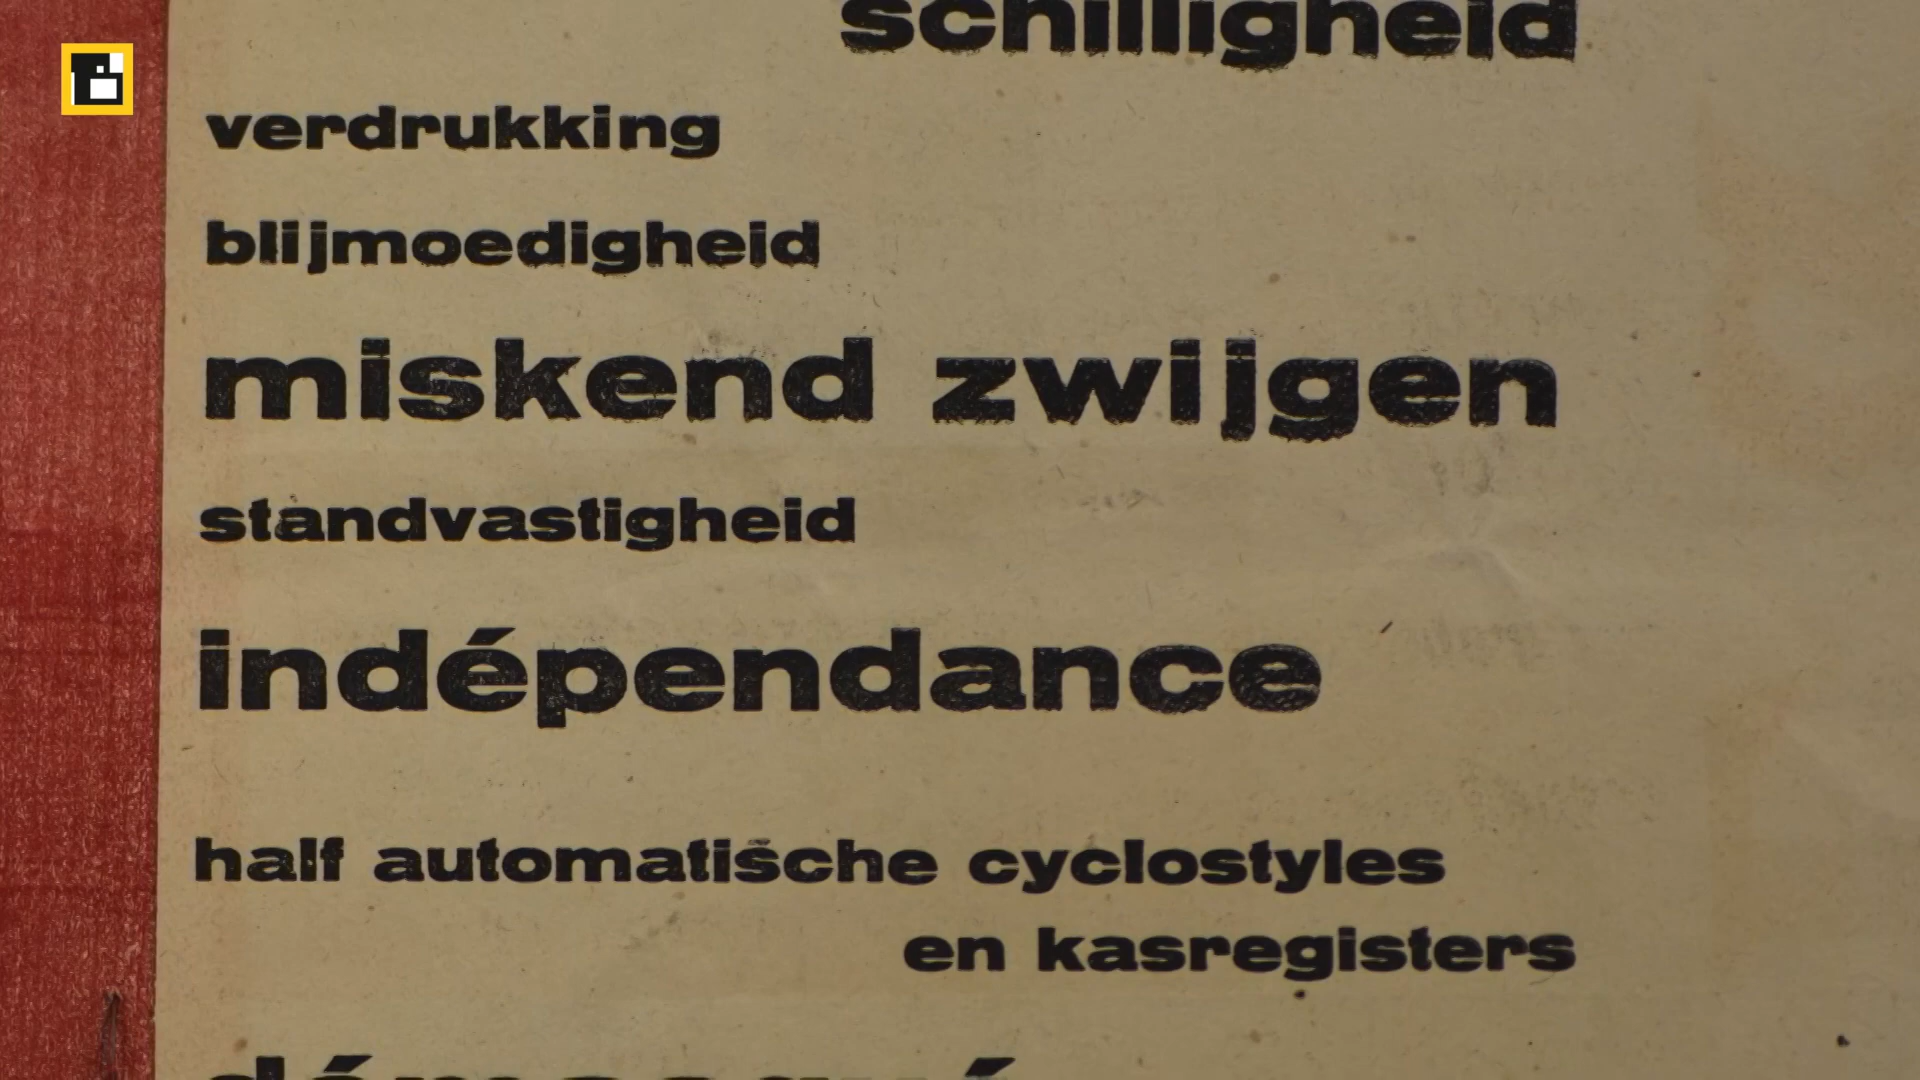 schilligheid
verdrukking
blijmoedigheid
miskend zwijgen
standvastigheid
indépendance
half automatische cyclostyles
en kasregisters